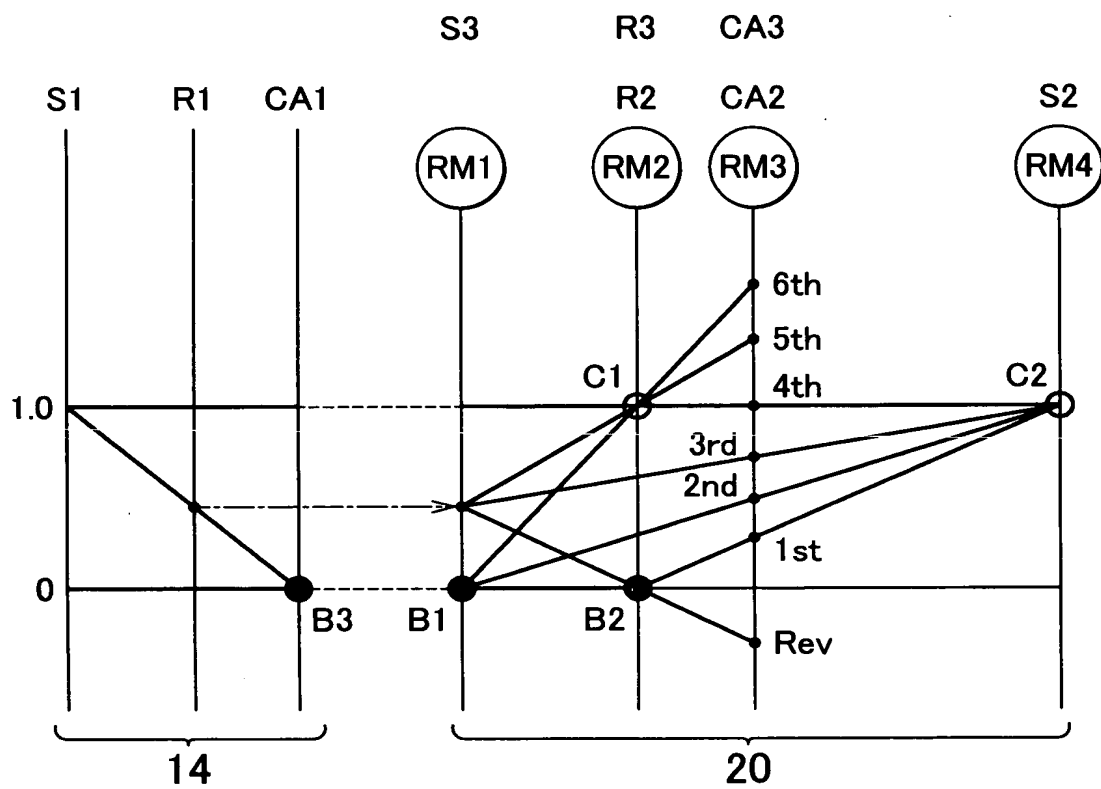 S3 R3 CA3
S1 R1 CA1 R2 CA2 S2
RM1 RM2 RM3 RM4
6th
5th
C1 4th C2
1.0
3rd
2nd
1st
0
B3 B1 B2
Rev
14 20